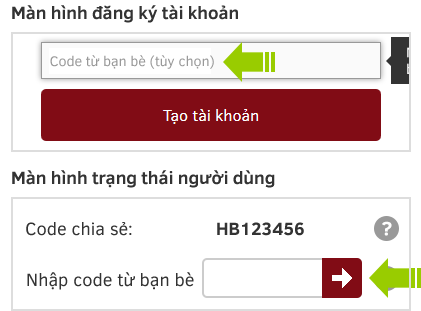 Màn hình đăng ký tài khoản
Code từ bạn bè (tùy chọn)
Tạo tài khoản
Màn hình trạng thái người dùng
Code chia sẻ: HB123456 ?
Nhập code từ bạn bè